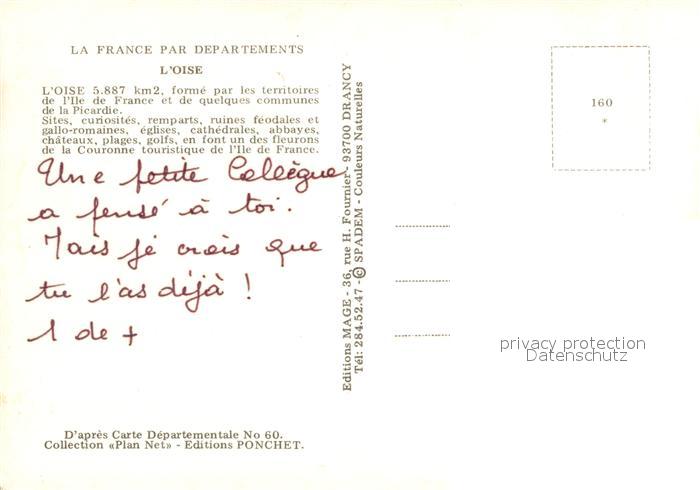 LA FRANCE PAR DEPARTEMENTS
L'OISE
L'OISE 5.887 km2, formé par les territoires
de l'Ile de France et de quelques communes
de la Picardie.
Sites, curiosités, remparts, ruines féodales et
gallo-romaines, églises, cathédrales, abbayes,
châteaux, plages, golfs, en font un des fleurons
de la Couronne touristique de l'Ile de France.
Une petite Collègue
a pensé à toi.
Mais je crois que
tu l'as déjà !
1 de +
D'après Carte Départementale No 60.
Collection «Plan Net» - Editions PONCHET.
Editions MAGE - 36, rue H. Fournier - 93700 DRANCY
Tél: 284.52.47 - © SPADEM - Couleurs Naturelles
160
*
privacy protection
Datenschutz